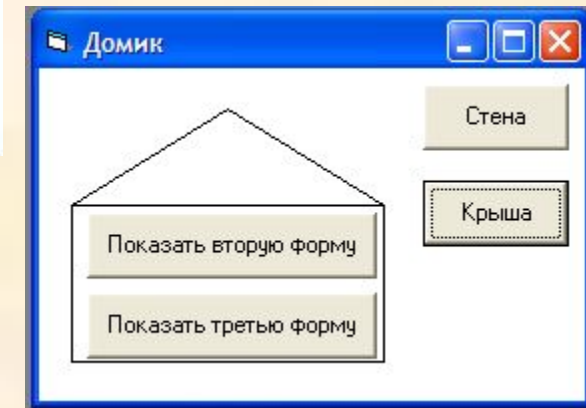 Домик
Стена
Крыша
Показать вторую форму
Показать третью форму